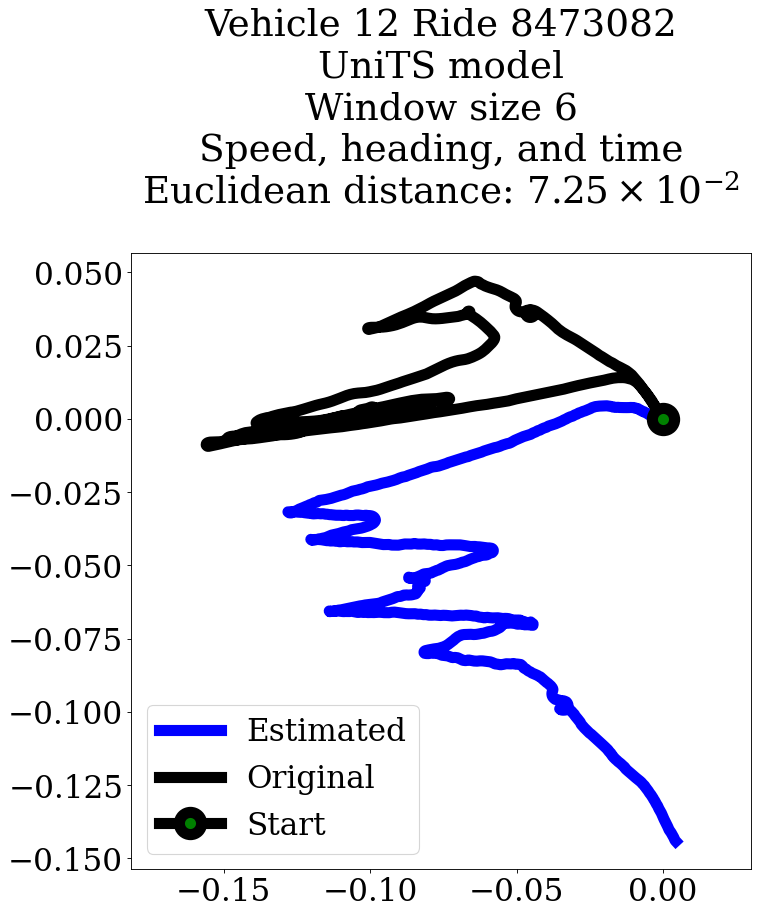 Vehicle 12 Ride 8473082
UniTS model
Window size 6
Speed, heading, and time
Euclidean distance: 7.25 × 10⁻²
0.050
0.025
0.000
−0.025
−0.050
−0.075
−0.100
−0.125
−0.150
Estimated
Original
Start
−0.15 −0.10 −0.05 0.00